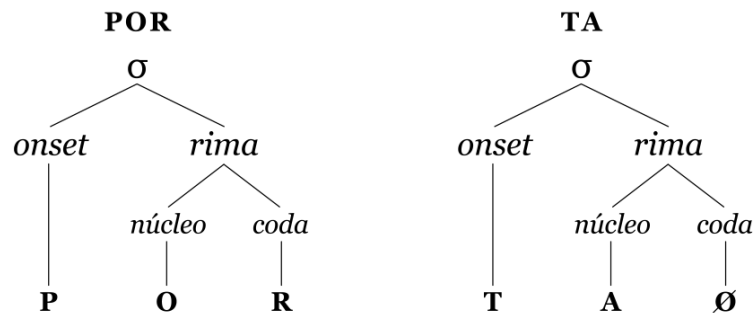 POR TA
σ σ
onset rima onset rima
núcleo coda núcleo coda
P O R T A Ø